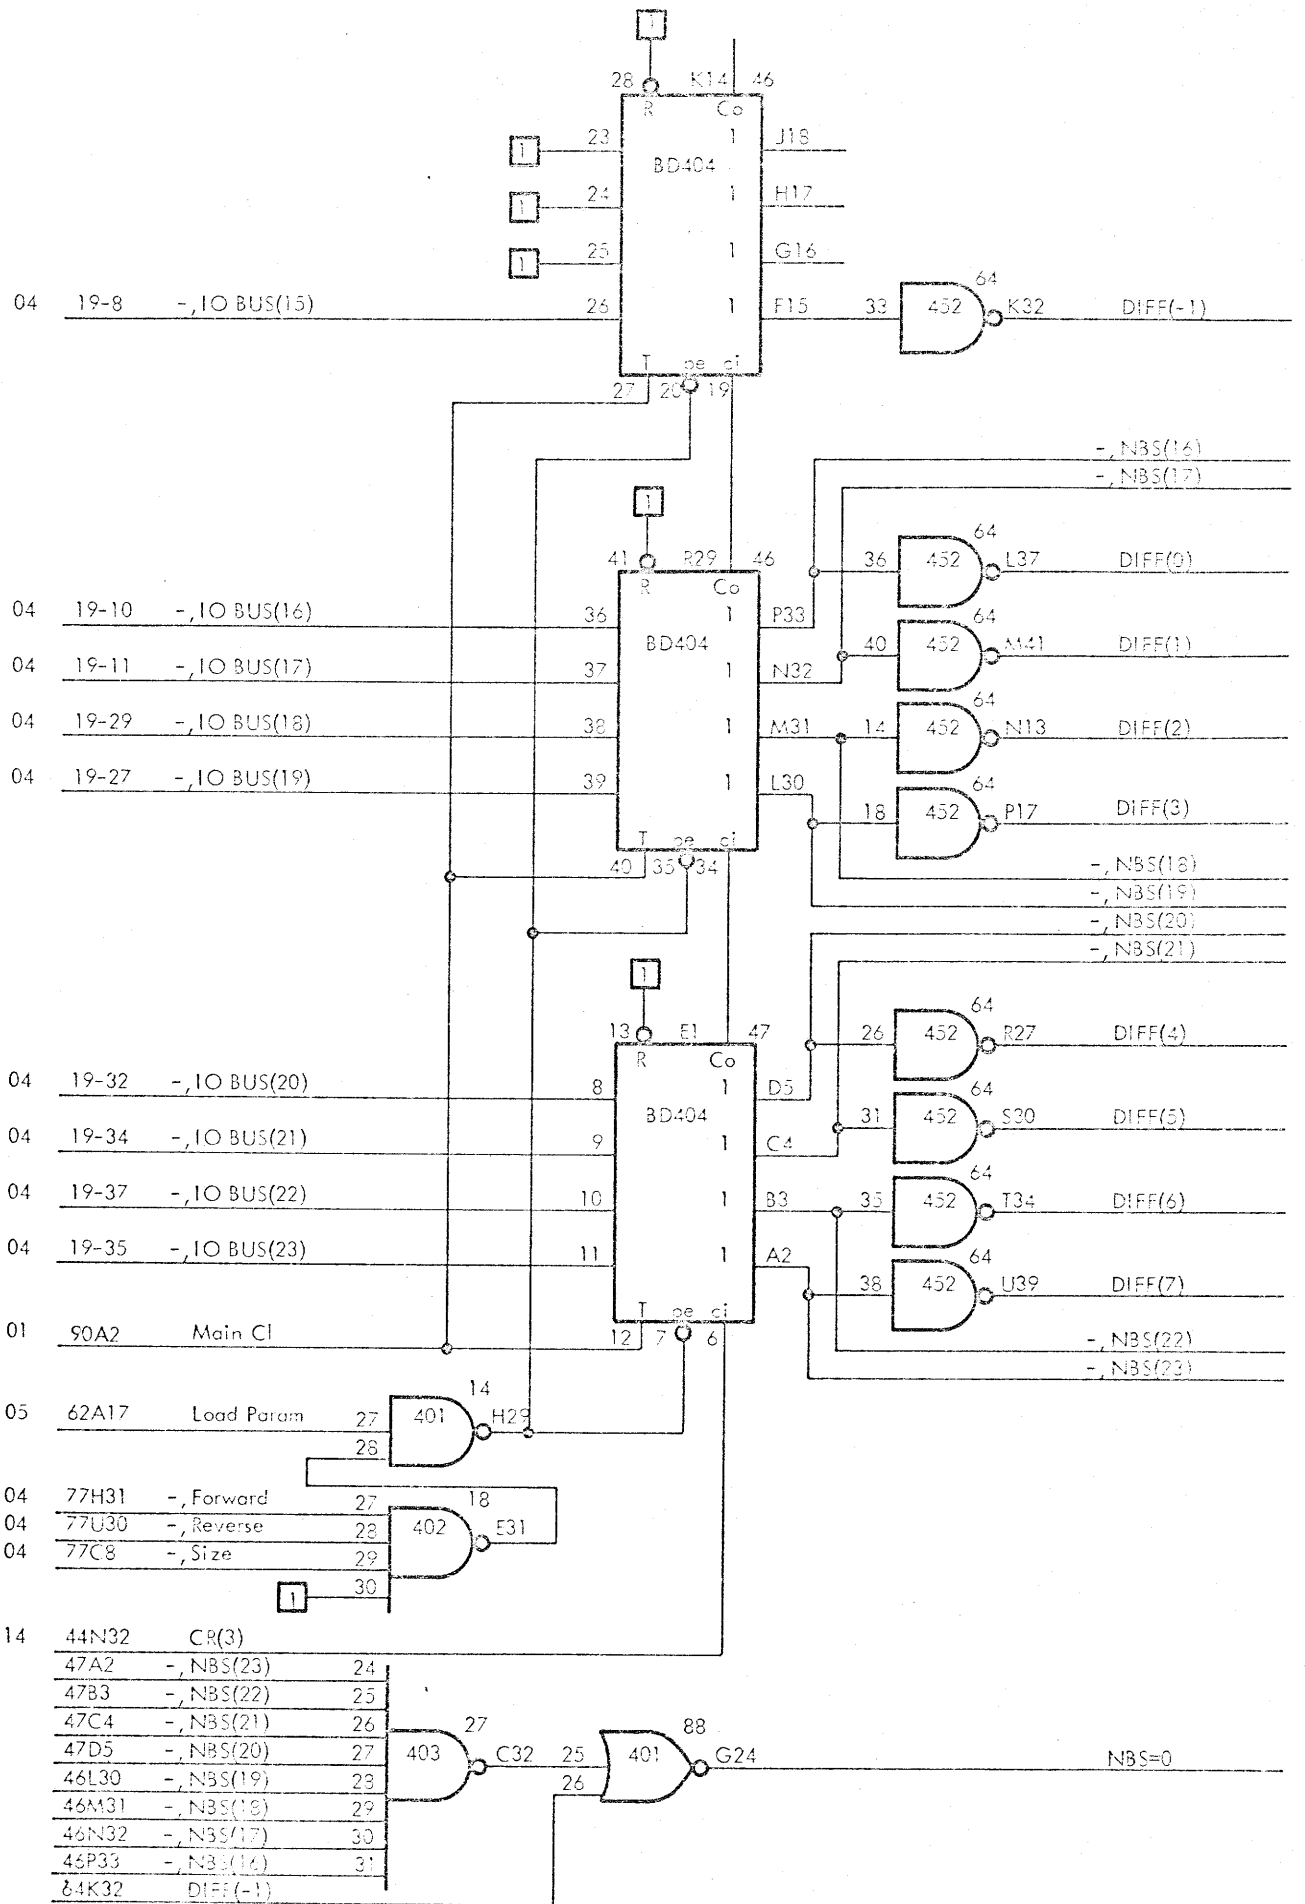 1
28 K14 46
R Co
1 23 1 J18
BD404
1 24 1 H17
1 25 1 G16
04 19-8 -,IO BUS(15) 26 1 F15 33 452 64 K32 DIFF(-1)
T pe ci
27 20 19
-,NBS(16)
-,NBS(17)
1
41 R29 46
R Co
36 452 64 L37 DIFF(0)
04 19-10 -,IO BUS(16) 36 1 P33
BD404
40 452 64 M41 DIFF(1)
04 19-11 -,IO BUS(17) 37 1 N32
04 19-29 -,IO BUS(18) 38 1 M31 14 452 64 N13 DIFF(2)
04 19-27 -,IO BUS(19) 39 1 L30
18 452 64 P17 DIFF(3)
T pe ci
40 35 34
-,NBS(18)
-,NBS(19)
-,NBS(20)
-,NBS(21)
1
13 E1 47
R Co
26 452 64 R27 DIFF(4)
04 19-32 -,IO BUS(20) 8 1 D5
BD404
31 452 64 S30 DIFF(5)
04 19-34 -,IO BUS(21) 9 1 C4
04 19-37 -,IO BUS(22) 10 1 B3 35 452 64 T34 DIFF(6)
04 19-35 -,IO BUS(23) 11 1 A2
38 452 64 U39 DIFF(7)
T pe ci
01 90A2 Main Cl 12 7 6
-,NBS(22)
-,NBS(23)
05 62A17 Load Param 27 401 14 H29
28
04 77H31 -,Forward 27 18
04 77U30 -,Reverse 28 402 E31
04 77C8 -,Size 29
1 30
14 44N32 CR(3)
47A2 -,NBS(23) 24
47B3 -,NBS(22) 25
47C4 -,NBS(21) 26 27 88
47D5 -,NBS(20) 27 403 C32 25 401 G24 NBS=0
46L30 -,NBS(19) 28 26
46M31 -,NBS(18) 29
46N32 -,NBS(17) 30
46P33 -,NBS(16) 31
64K32 DIFF(-1)